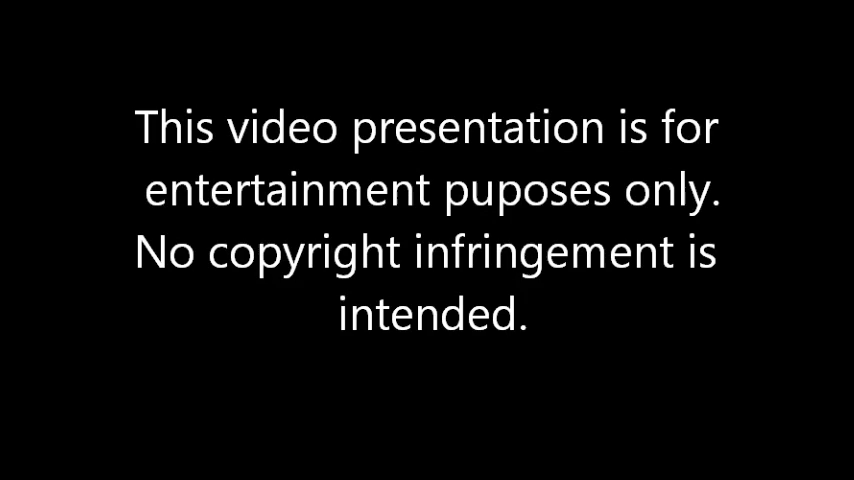 This video presentation is for
entertainment puposes only.
No copyright infringement is
intended.